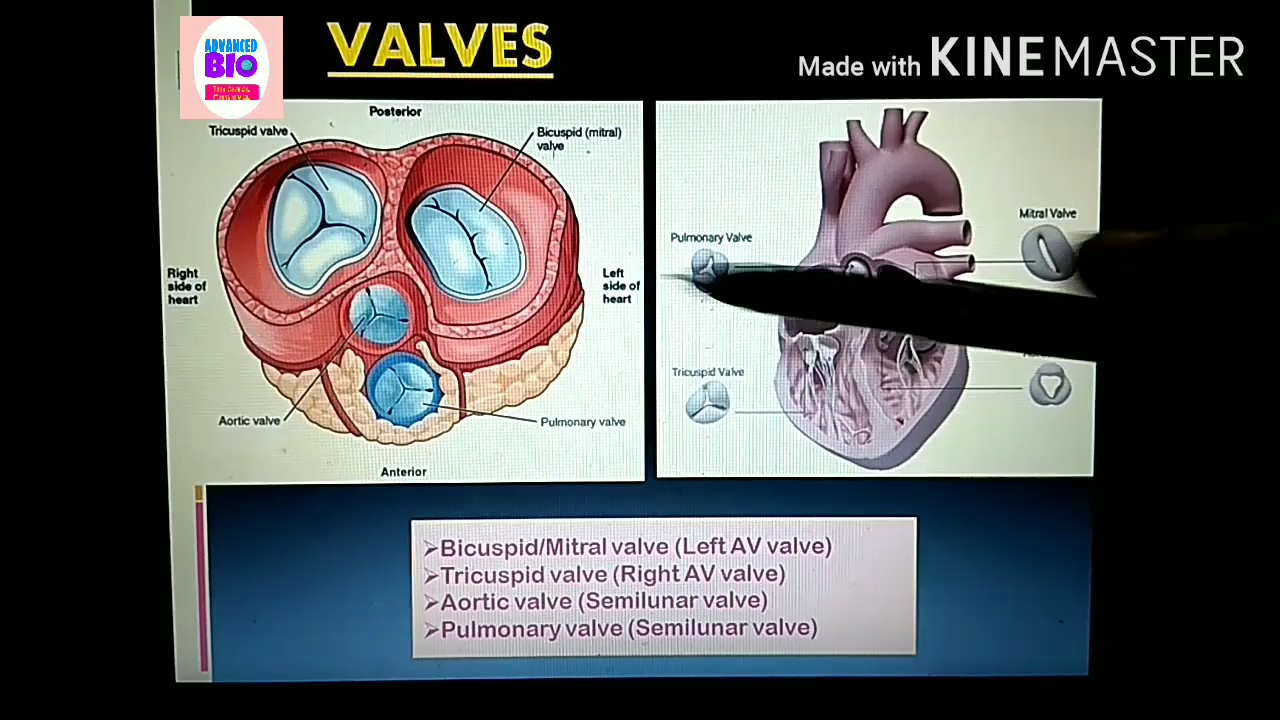 ADVANCED
BIO
VALVES
Made with KINEMASTER
Posterior
Tricuspid valve
Bicuspid (mitral)
valve
Right
side of
heart
Left
side of
heart
Aortic valve
Pulmonary valve
Anterior
Pulmonary Valve
Mitral Valve
Tricuspid Valve
➢Bicuspid/Mitral valve (Left AV valve)
➢Tricuspid valve (Right AV valve)
➢Aortic valve (Semilunar valve)
➢Pulmonary valve (Semilunar valve)